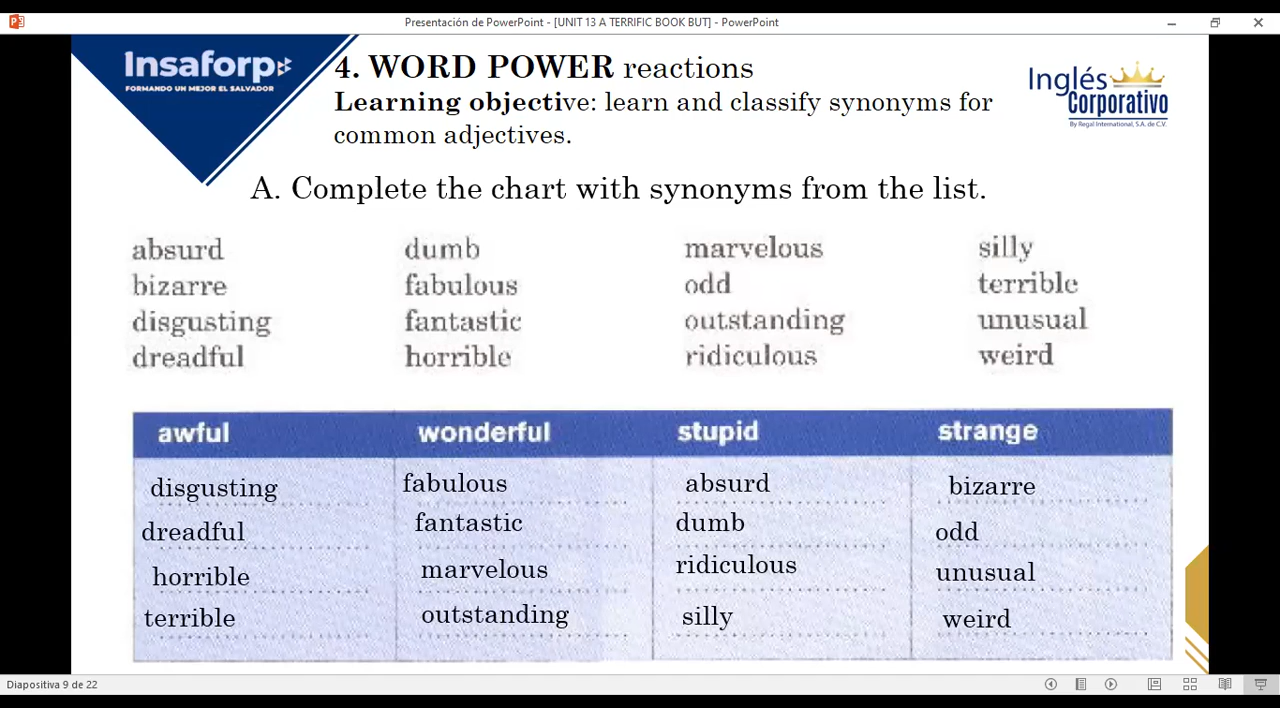 Presentación de PowerPoint - [UNIT 13 A TERRIFIC BOOK BUT] - PowerPoint
Insaforp
FORMANDO UN MEJOR EL SALVADOR
4. WORD POWER reactions
Learning objective: learn and classify synonyms for
common adjectives.
Inglés
Corporativo
By Regal International, S.A. de C.V.
A. Complete the chart with synonyms from the list.
absurd dumb marvelous silly
bizarre fabulous odd terrible
disgusting fantastic outstanding unusual
dreadful horrible ridiculous weird
awful wonderful stupid strange
disgusting fabulous absurd bizarre
dreadful fantastic dumb odd
horrible marvelous ridiculous unusual
terrible outstanding silly weird
Diapositiva 9 de 22